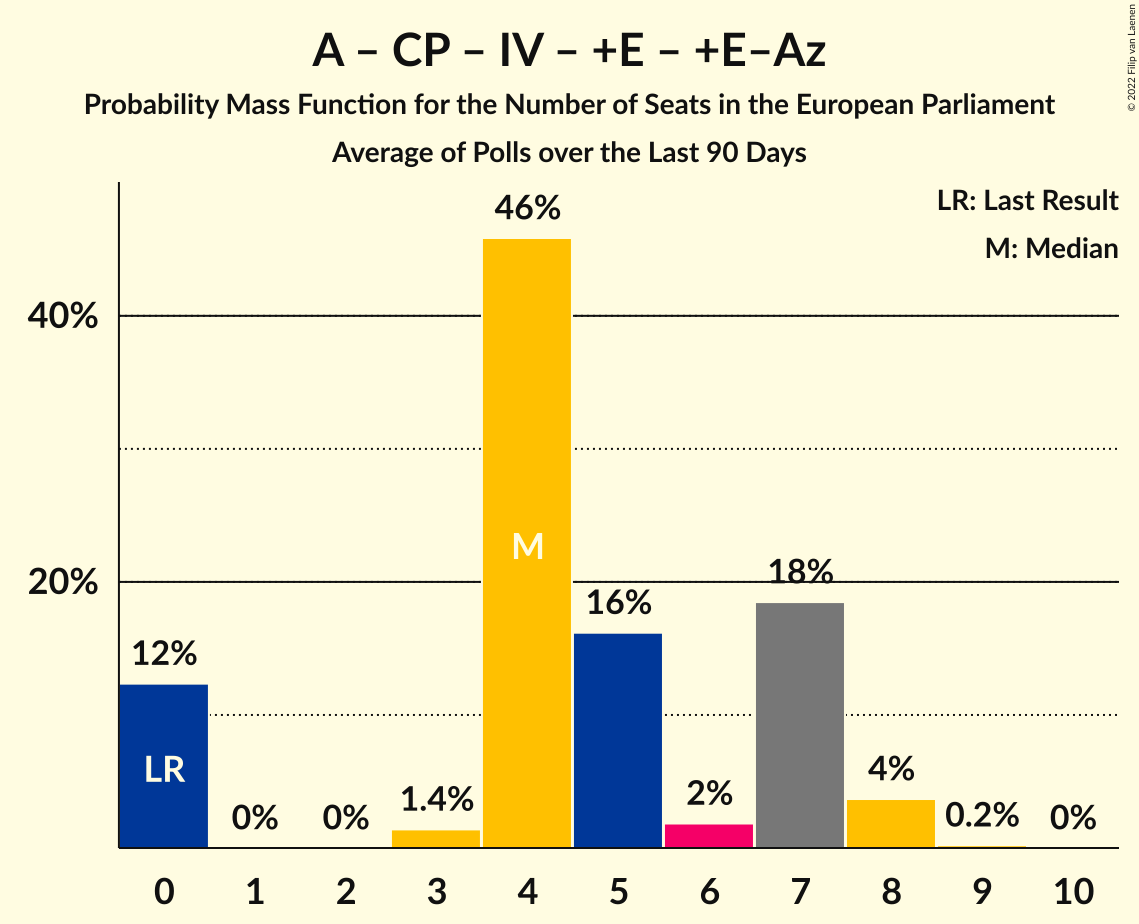 A – CP – IV – +E – +E–Az
Probability Mass Function for the Number of Seats in the European Parliament
Average of Polls over the Last 90 Days
© 2022 Filip van Laenen
LR: Last Result
M: Median
46%
40%
M
18%
20%
16%
12%
LR
4%
2%
1.4%
0.2%
0%
0%
0%
0 1 2 3 4 5 6 7 8 9 10